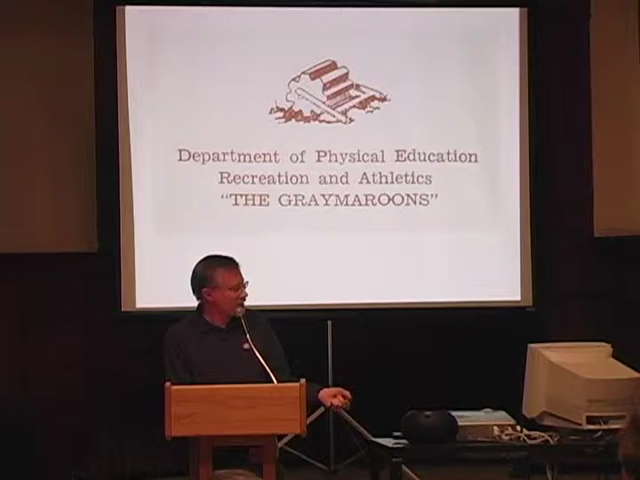 Department of Physical Education
Recreation and Athletics
"THE GRAYMAROONS"